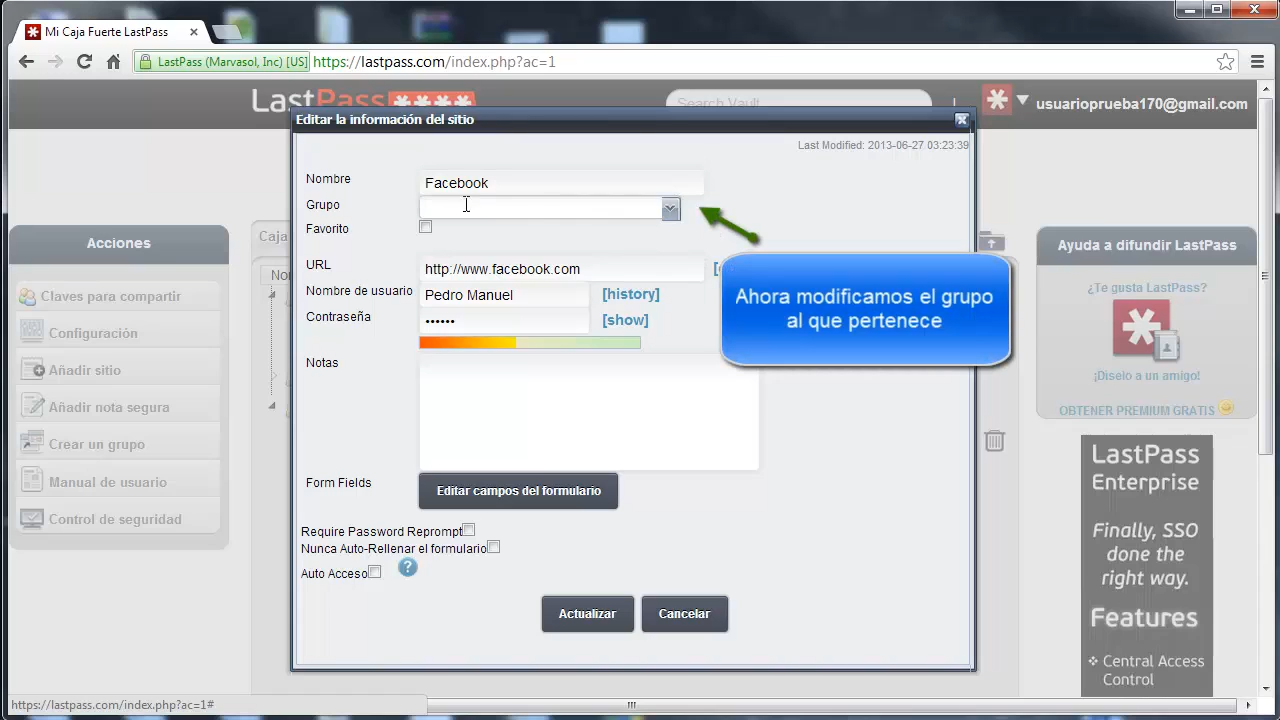 Mi Caja Fuerte LastPass
LastPass (Marvasol, Inc) [US] https://lastpass.com/index.php?ac=1
LastPass
Search Vault
usuarioprueba170@gmail.com
Editar la información del sitio
Last Modified: 2013-06-27 03:23:39
Nombre
Facebook
Grupo
Favorito
URL
http://www.facebook.com
Nombre de usuario
Pedro Manuel
[history]
Contraseña
••••••
[show]
Notas
Form Fields
Editar campos del formulario
Require Password Reprompt
Nunca Auto-Rellenar el formulario
Auto Acceso
?
Actualizar
Cancelar
Ahora modificamos el grupo
al que pertenece
Acciones
Claves para compartir
Configuración
Añadir sitio
Añadir nota segura
Crear un grupo
Manual de usuario
Control de seguridad
Caja
Ayuda a difundir LastPass
¿Te gusta LastPass?
¡Díselo a un amigo!
OBTENER PREMIUM GRATIS
LastPass
Enterprise
Finally, SSO
done the
right way.
Features
❖ Central Access
Control
https://lastpass.com/index.php?ac=1#